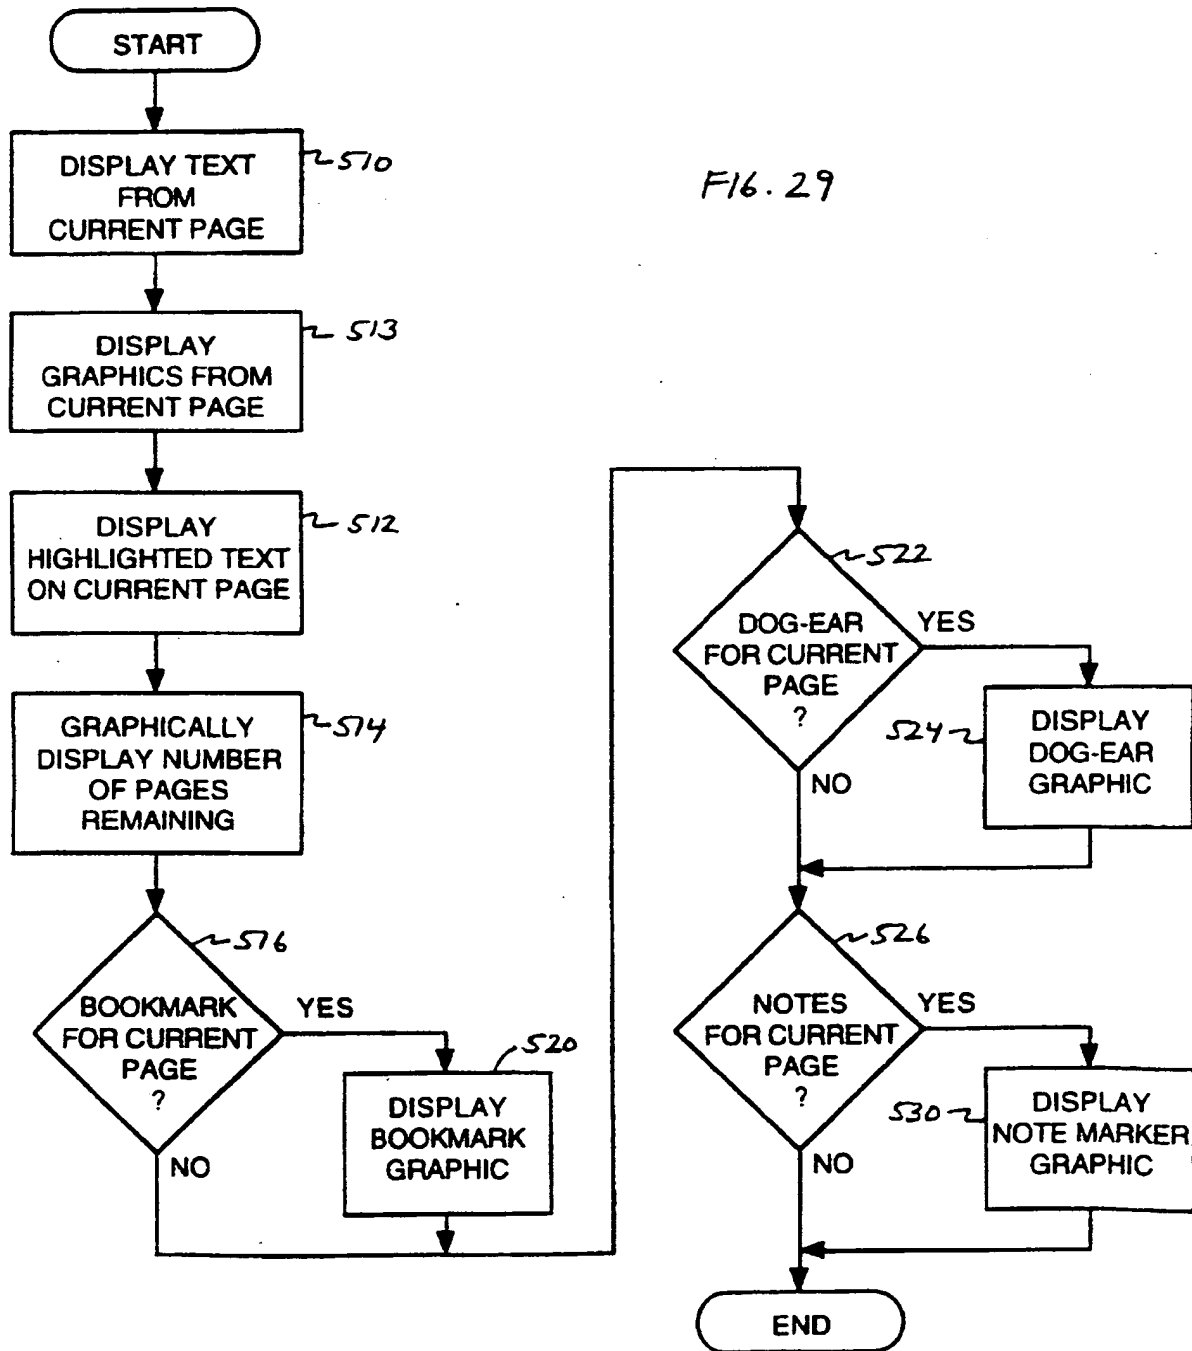 START
DISPLAY TEXT
FROM
CURRENT PAGE
510
FIG. 29
DISPLAY
GRAPHICS FROM
CURRENT PAGE
513
DISPLAY
HIGHLIGHTED TEXT
ON CURRENT PAGE
512
GRAPHICALLY
DISPLAY NUMBER
OF PAGES
REMAINING
514
BOOKMARK
FOR CURRENT
PAGE
?
516
YES
NO
DISPLAY
BOOKMARK
GRAPHIC
520
DOG-EAR
FOR CURRENT
PAGE
?
522
YES
NO
DISPLAY
DOG-EAR
GRAPHIC
524
NOTES
FOR CURRENT
PAGE
?
526
YES
NO
DISPLAY
NOTE MARKER
GRAPHIC
530
END